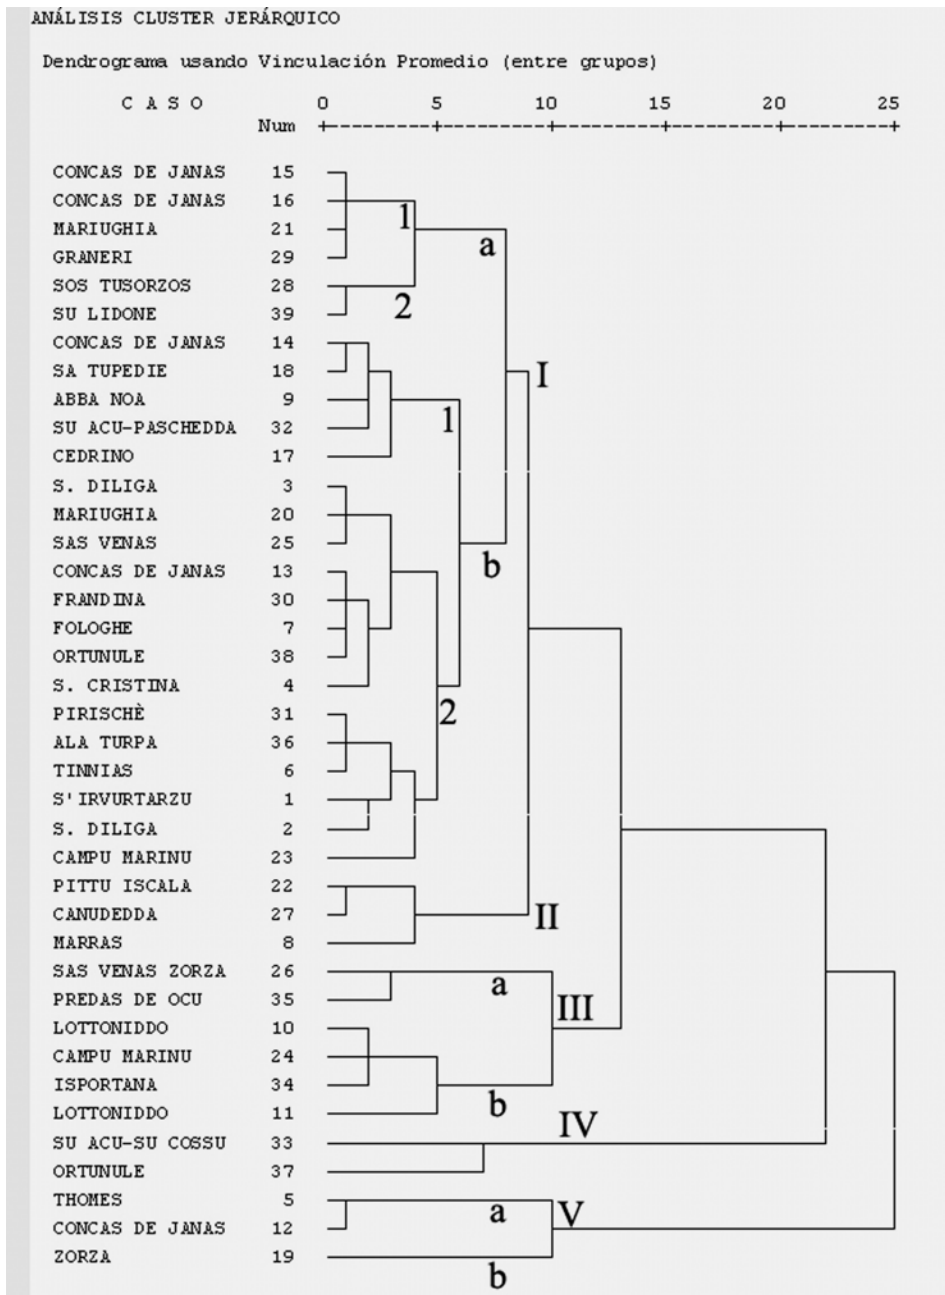 ANÁLISIS CLUSTER JERÁRQUICO
Dendrograma usando Vinculación Promedio (entre grupos)
C A S O 0 5 10 15 20 25
Num
CONCAS DE JANAS 15
CONCAS DE JANAS 16
1
MARIUGHIA 21
a
GRANERI 29
SOS TUSORZOS 28
2
SU LIDONE 39
CONCAS DE JANAS 14
SA TUPEDIE 18
I
ABBA NOA 9
1
SU ACU-PASCHEDDA 32
CEDRINO 17
S. DILIGA 3
MARIUGHIA 20
SAS VENAS 25
b
CONCAS DE JANAS 13
FRANDINA 30
FOLOGHE 7
ORTUNULE 38
S. CRISTINA 4
PIRISCHÈ 31
2
ALA TURPA 36
TINNIAS 6
S'IRVURTARZU 1
S. DILIGA 2
CAMPU MARINU 23
PITTU ISCALA 22
CANUDEDDA 27
II
MARRAS 8
SAS VENAS ZORZA 26
a
PREDAS DE OCU 35
III
LOTTONIDDO 10
CAMPU MARINU 24
ISPORTANA 34
b
LOTTONIDDO 11
IV
SU ACU-SU COSSU 33
ORTUNULE 37
THOMES 5
a V
CONCAS DE JANAS 12
ZORZA 19
b